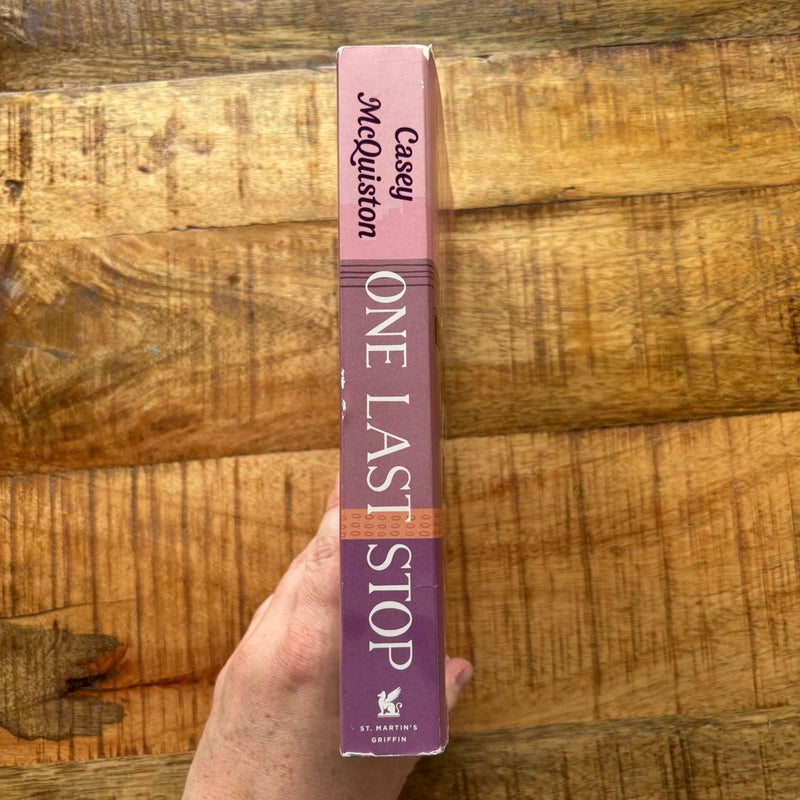 Casey
McQuiston
ONE LAST STOP
ST. MARTIN'S
GRIFFIN